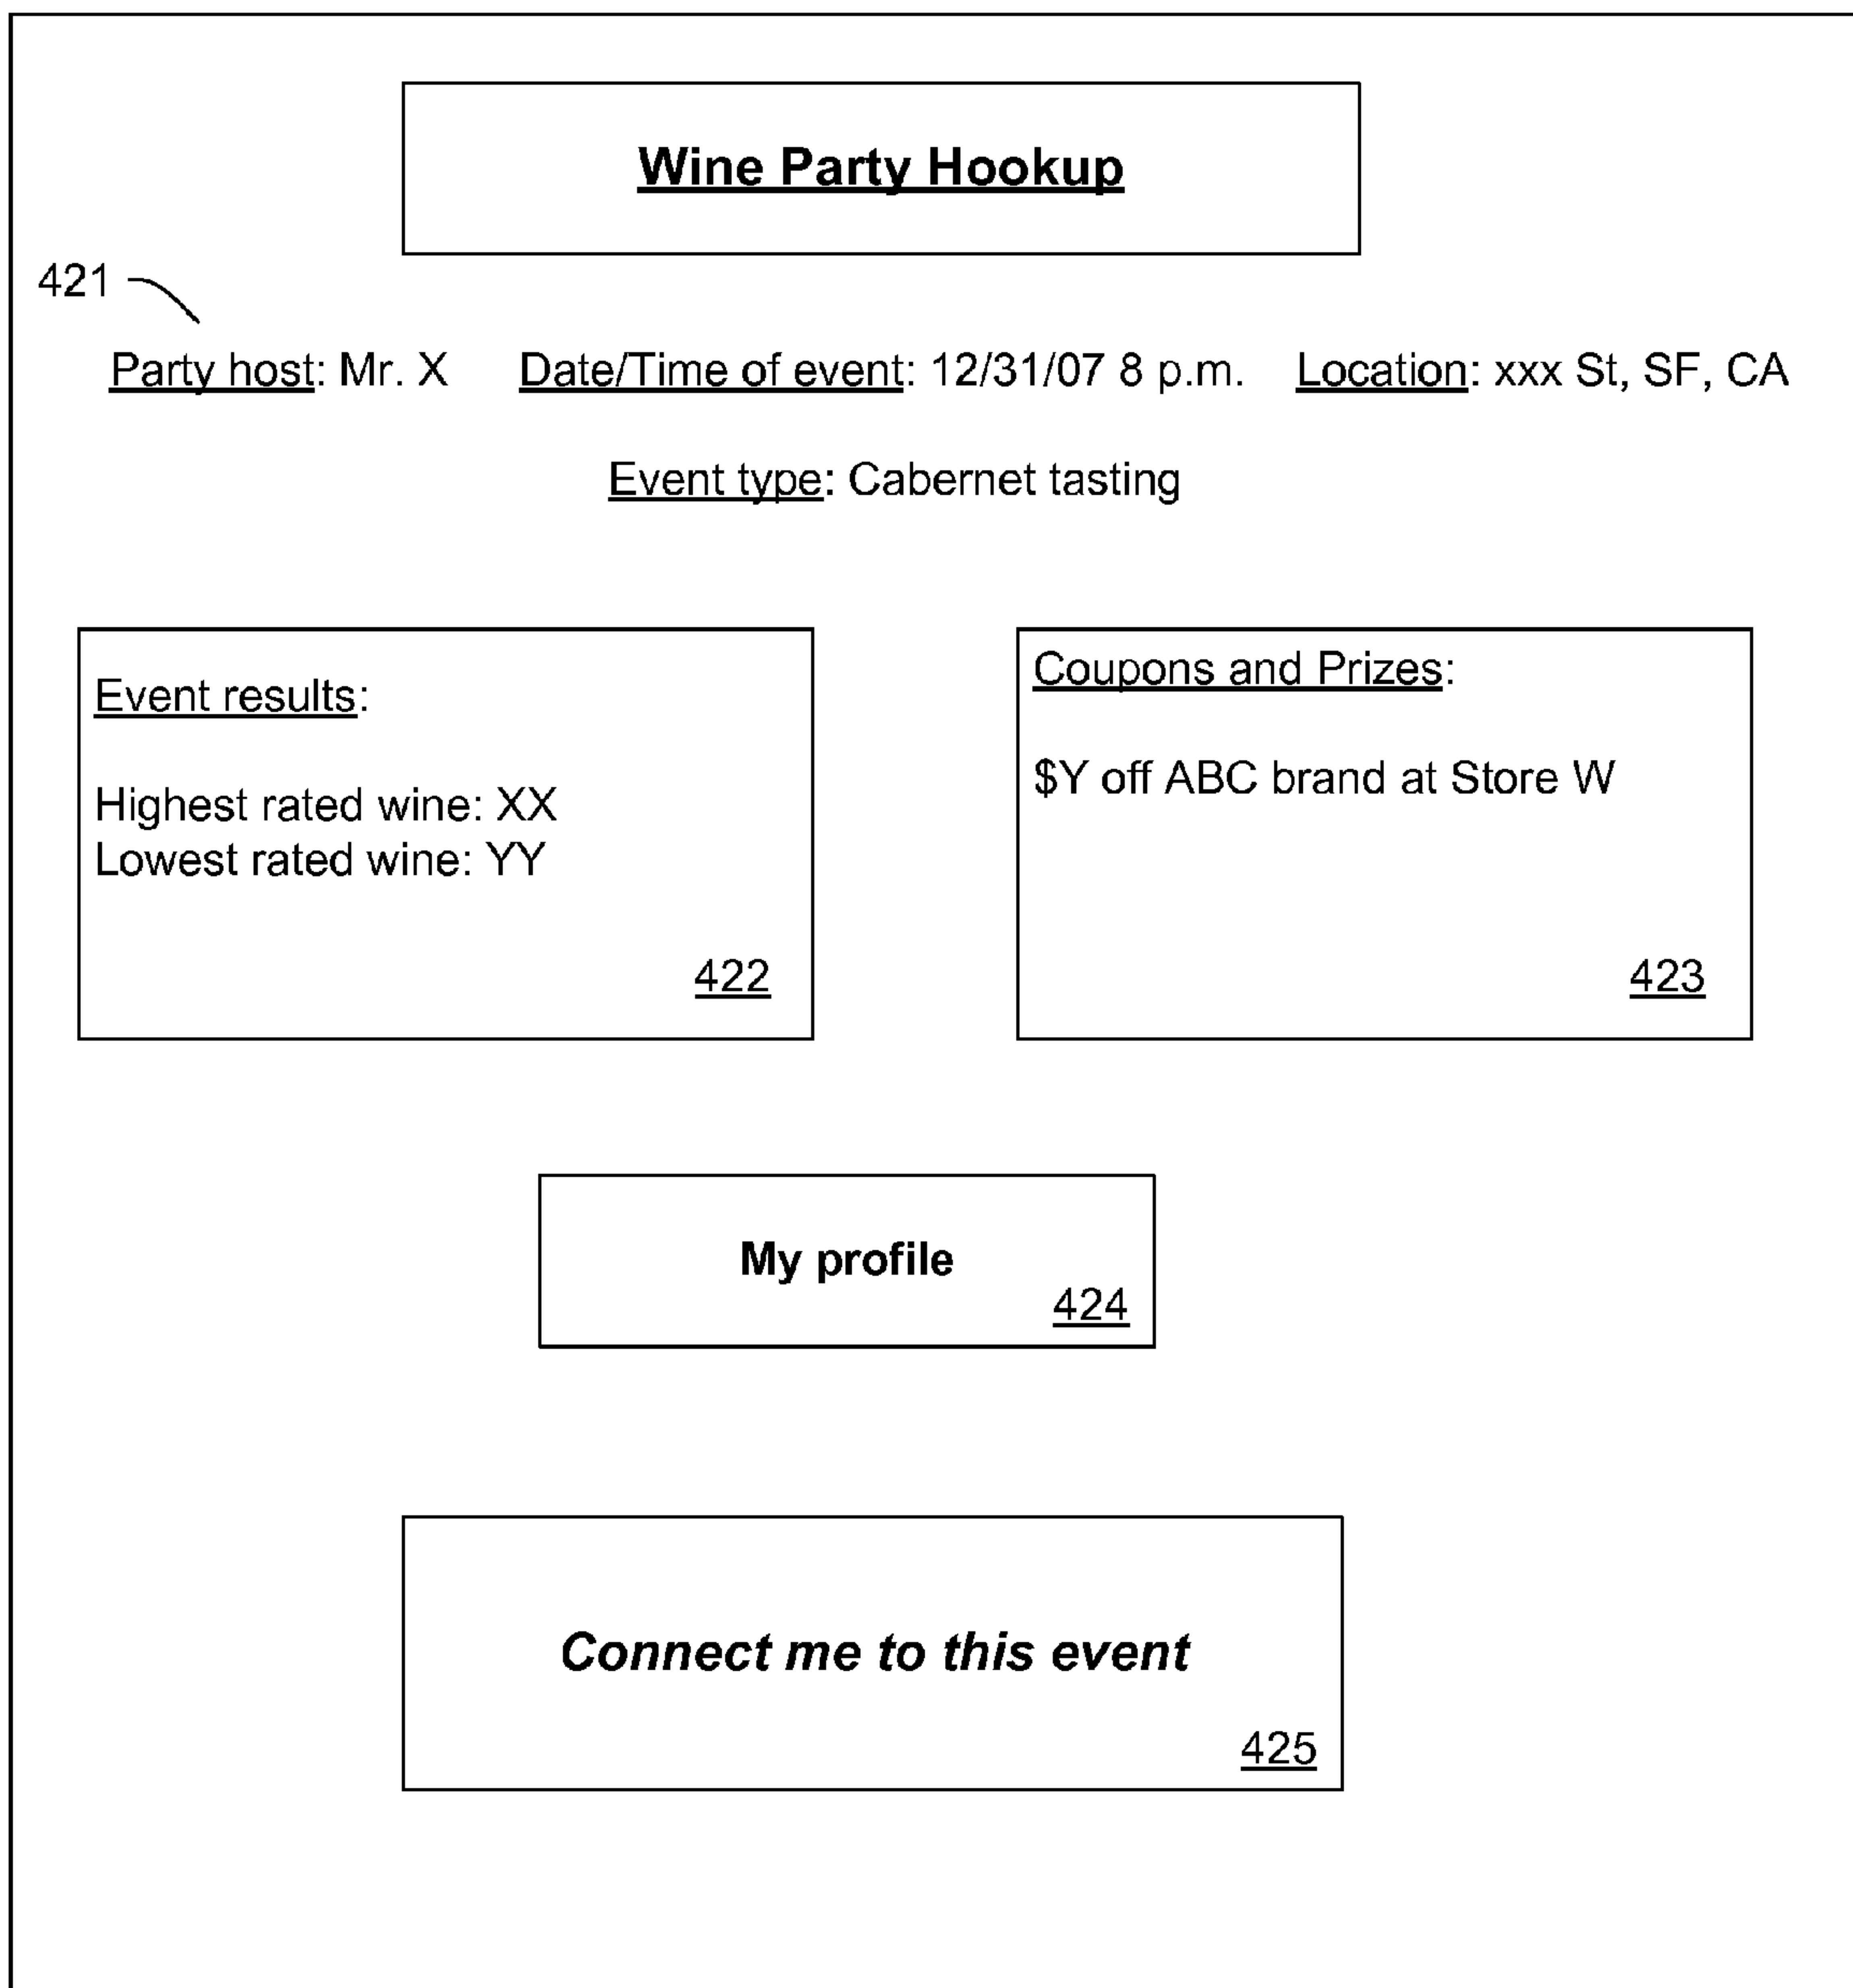 Wine Party Hookup
421
Party host: Mr. X Date/Time of event: 12/31/07 8 p.m. Location: xxx St, SF, CA
Event type: Cabernet tasting
Event results:
Highest rated wine: XX
Lowest rated wine: YY
422
Coupons and Prizes:
$Y off ABC brand at Store W
423
My profile
424
Connect me to this event
425